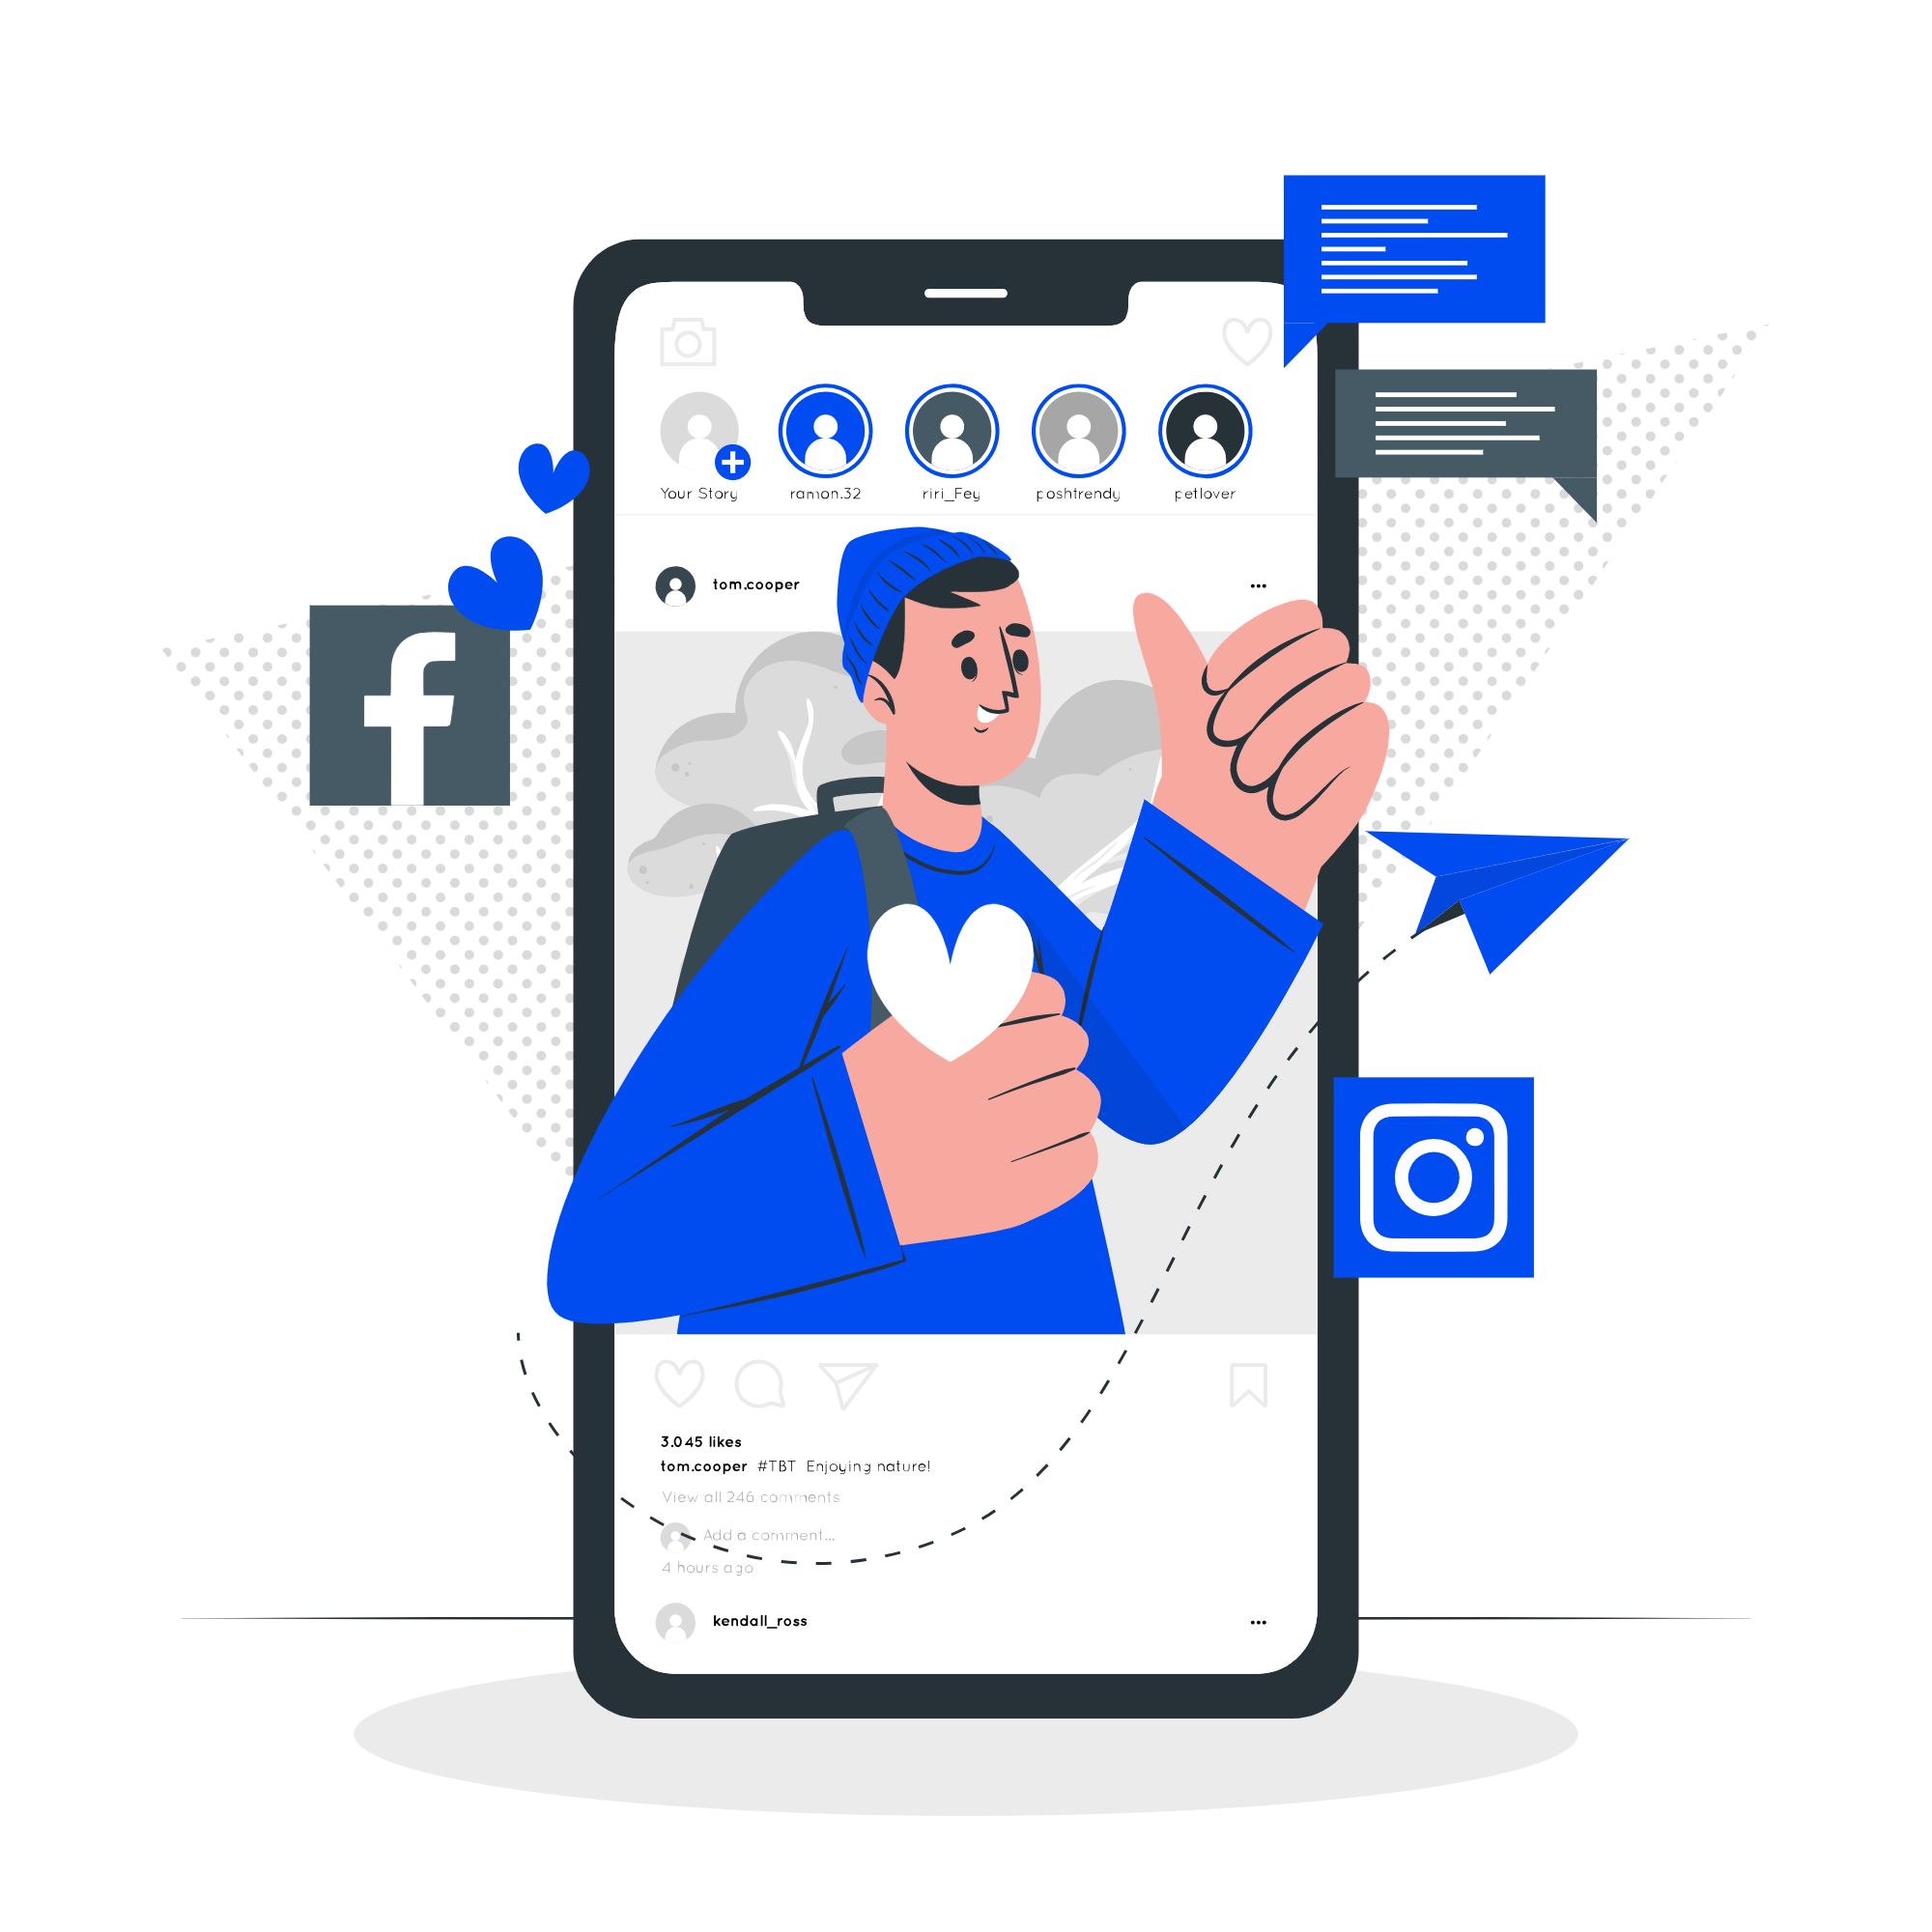 Your Story ramon.32 riri_Fey poshtrendy petlover
tom.cooper
3.045 likes
tom.cooper #TBT Enjoying nature!
View all 246 comments
Add a comment...
4 hours ago
kendall_ross